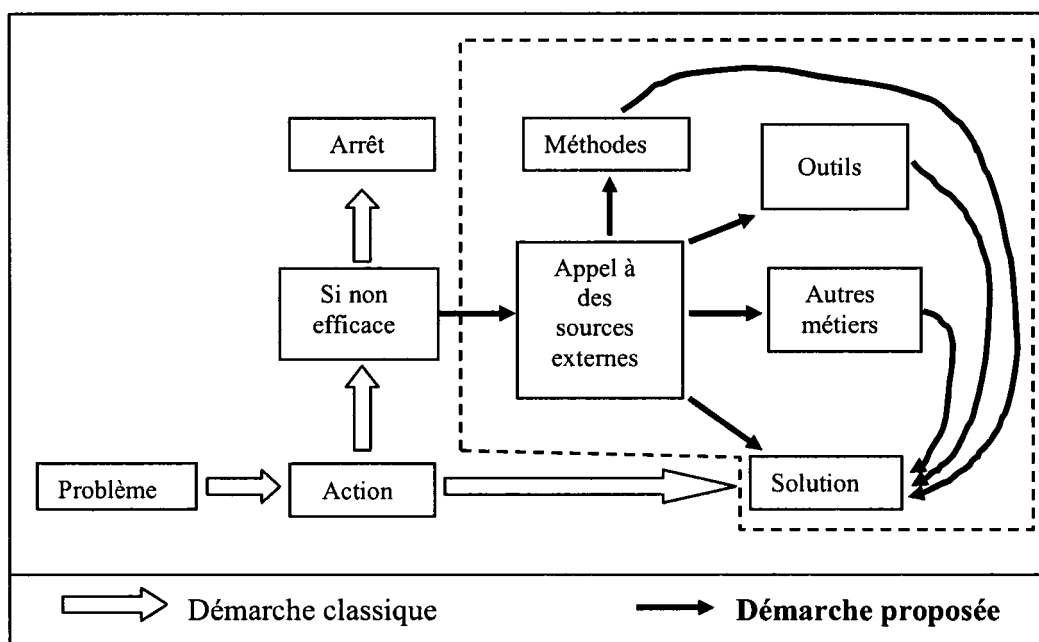 Arrêt
Méthodes
Outils
Si non
efficace
Appel à
des
sources
externes
Autres
métiers
Problème
Action
Solution
Démarche classique
Démarche proposée